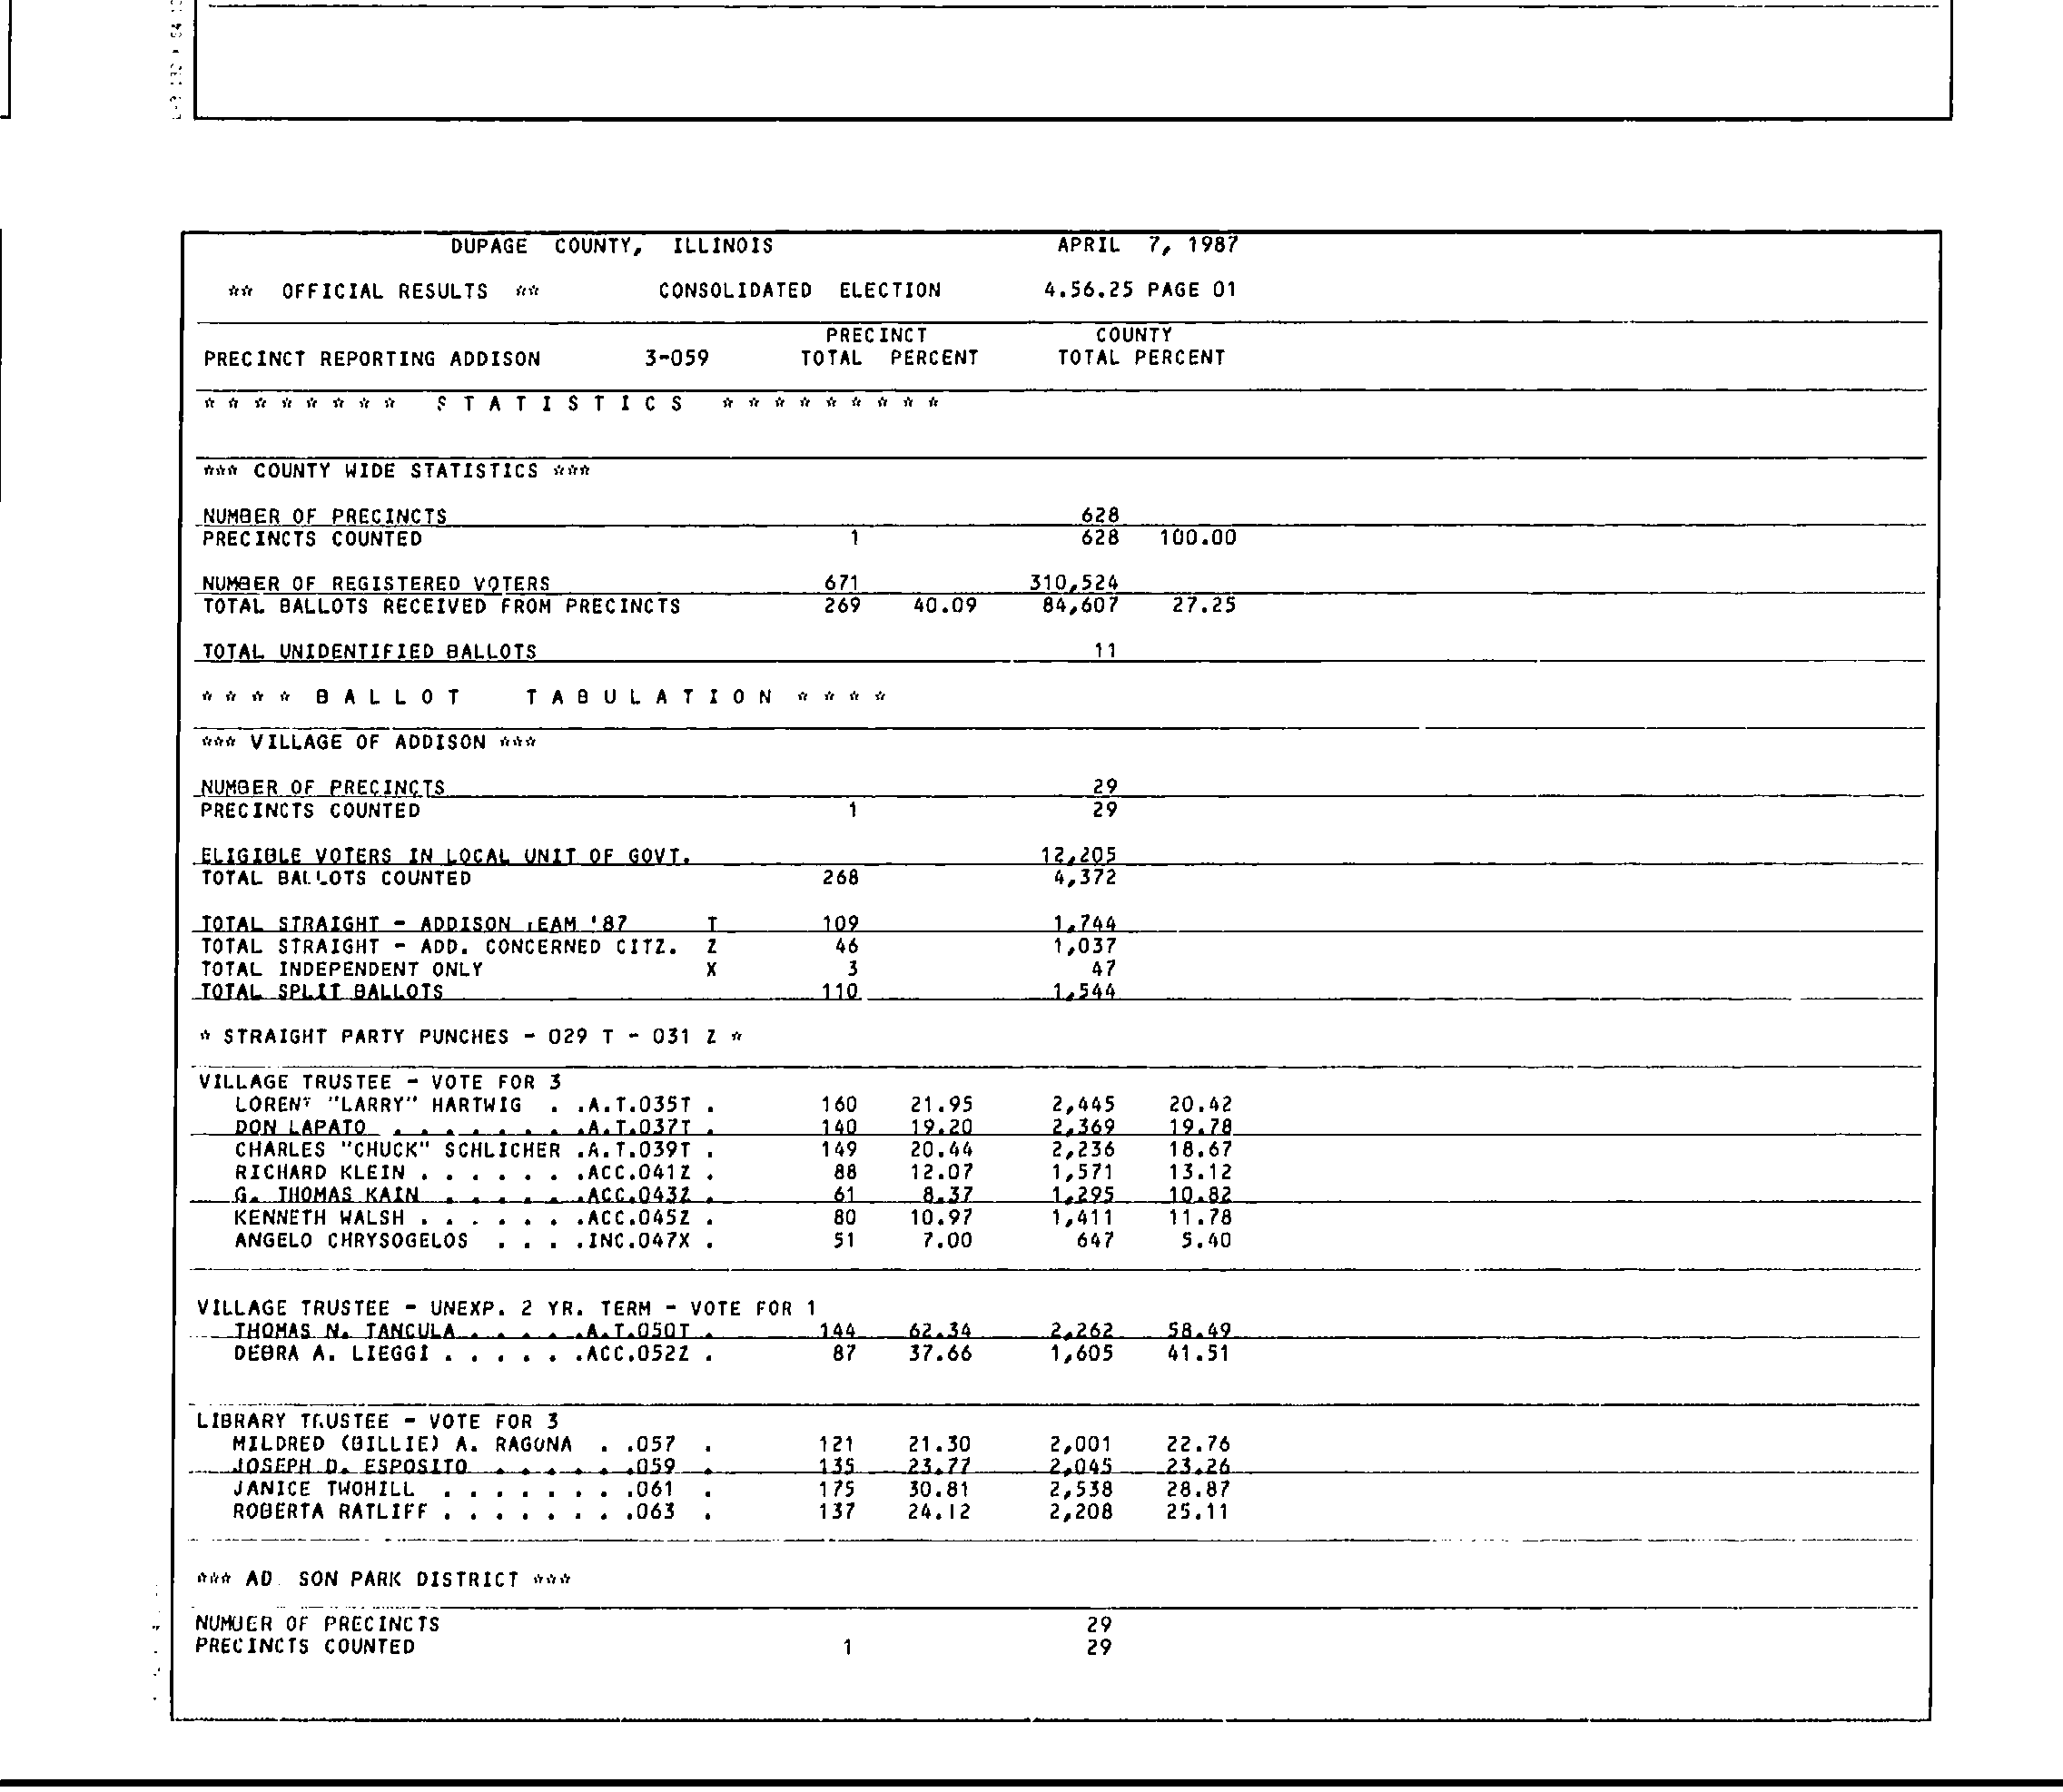 DUPAGE COUNTY, ILLINOIS APRIL 7, 1987
** OFFICIAL RESULTS ** CONSOLIDATED ELECTION 4.56.25 PAGE 01
PRECINCT COUNTY
PRECINCT REPORTING ADDISON 3-059 TOTAL PERCENT TOTAL PERCENT
* * * * * * * * S T A T I S T I C S * * * * * * * * *
*** COUNTY WIDE STATISTICS ***
NUMBER OF PRECINCTS 628
PRECINCTS COUNTED 1 628 100.00
NUMBER OF REGISTERED VOTERS 671 310,524
TOTAL BALLOTS RECEIVED FROM PRECINCTS 269 40.09 84,607 27.25
TOTAL UNIDENTIFIED BALLOTS 11
* * * * B A L L O T T A B U L A T I O N * * * *
*** VILLAGE OF ADDISON ***
NUMBER OF PRECINCTS 29
PRECINCTS COUNTED 1 29
ELIGIBLE VOTERS IN LOCAL UNIT OF GOVT. 12,205
TOTAL BALLOTS COUNTED 268 4,372
TOTAL STRAIGHT - ADDISON TEAM '87 T 109 1,744
TOTAL STRAIGHT - ADD. CONCERNED CITZ. Z 46 1,037
TOTAL INDEPENDENT ONLY X 3 47
TOTAL SPLIT BALLOTS 110 1,544
* STRAIGHT PARTY PUNCHES - 029 T - 031 Z *
VILLAGE TRUSTEE - VOTE FOR 3
LORENT "LARRY" HARTWIG . .A.T.035T . 160 21.95 2,445 20.42
DON LAPATO . . . . . . . .A.T.037T . 140 19.20 2,369 19.78
CHARLES "CHUCK" SCHLICHER .A.T.039T . 149 20.44 2,236 18.67
RICHARD KLEIN . . . . . . .ACC.041Z . 88 12.07 1,571 13.12
G. THOMAS KAIN . . . . . .ACC.043Z . 61 8.37 1,295 10.82
KENNETH WALSH . . . . . . .ACC.045Z . 80 10.97 1,411 11.78
ANGELO CHRYSOGELOS . . . .INC.047X . 51 7.00 647 5.40
VILLAGE TRUSTEE - UNEXP. 2 YR. TERM - VOTE FOR 1
THOMAS N. TANCULA . . . . .A.T.050T . 144 62.34 2,262 58.49
DEBRA A. LIEGGI . . . . . .ACC.052Z . 87 37.66 1,605 41.51
LIBRARY TRUSTEE - VOTE FOR 3
MILDRED (BILLIE) A. RAGONA . .057 . 121 21.30 2,001 22.76
JOSEPH D. ESPOSITO . . . . . .059 . 135 23.77 2,045 23.26
JANICE TWOHILL . . . . . . . .061 . 175 30.81 2,538 28.87
ROBERTA RATLIFF . . . . . . . .063 . 137 24.12 2,208 25.11
*** AD SON PARK DISTRICT ***
NUMBER OF PRECINCTS 29
PRECINCTS COUNTED 1 29